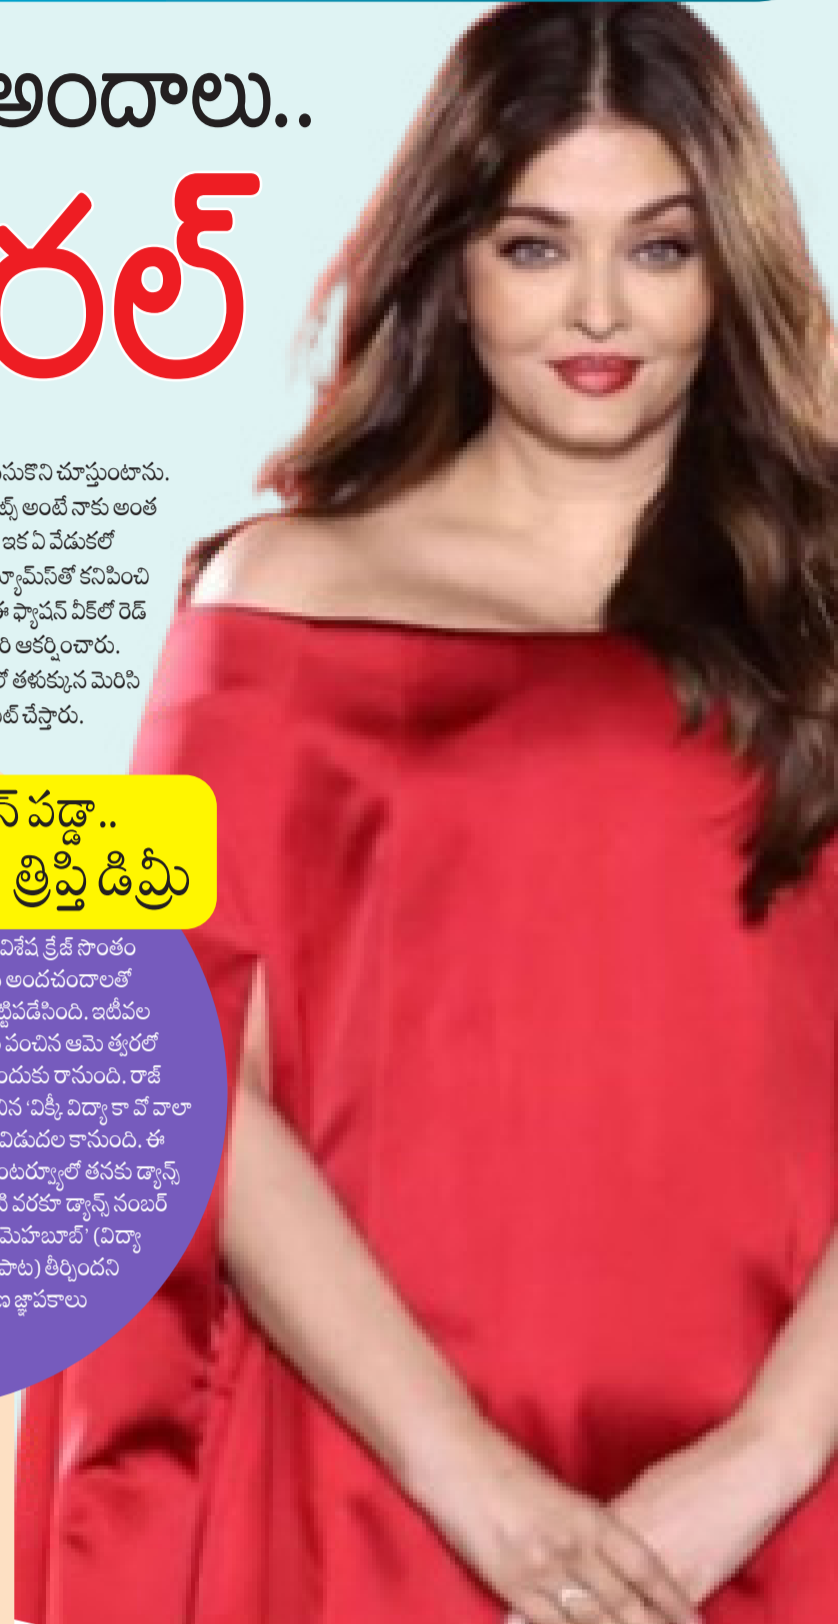 అందాలు..
రల్
సుకొని చూస్తుంటాను.
ట్స్ అంటే నాకు అంత
ఇక ఏ వేడుకలో
్యూమ్‌స్‌తో కనిపించి
ఈ ఫ్యాషన్ వీక్‌లో రెడ్
రి ఆకర్షించారు.
లో తళుక్కున మెరిసి
ట్ చేస్తారు.
న్ పడ్డా..
త్రిప్తి డిమ్రీ
విశేష క్రేజ్ సొంతం
అందచందాలతో
ట్టిపడేసింది. ఇటీవల
పంచిన ఆమె త్వరలో
ందుకు రానుంది. రాజ్
చిన 'విక్కీ విద్యా కా వో వాలా
విడుదల కానుంది. ఈ
ంటర్వ్యూలో తనకు డ్యాన్స్
టి వరకూ డ్యాన్స్ నంబర్
మెహబూబ్' (విద్యా
పాట) తీర్చిందని
ణ జ్ఞాపకాలు